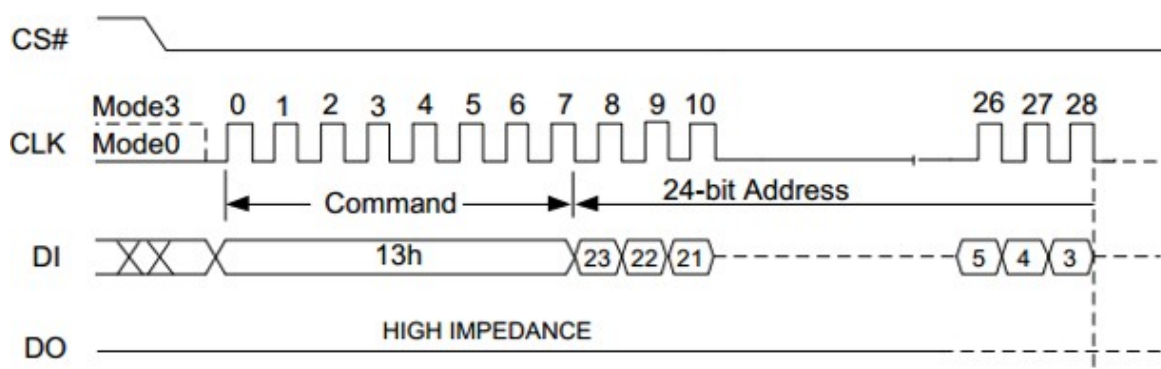 CS#
Mode3 0 1 2 3 4 5 6 7 8 9 10 26 27 28
CLK Mode0
Command 24-bit Address
DI 13h 23 22 21 5 4 3
HIGH IMPEDANCE
DO